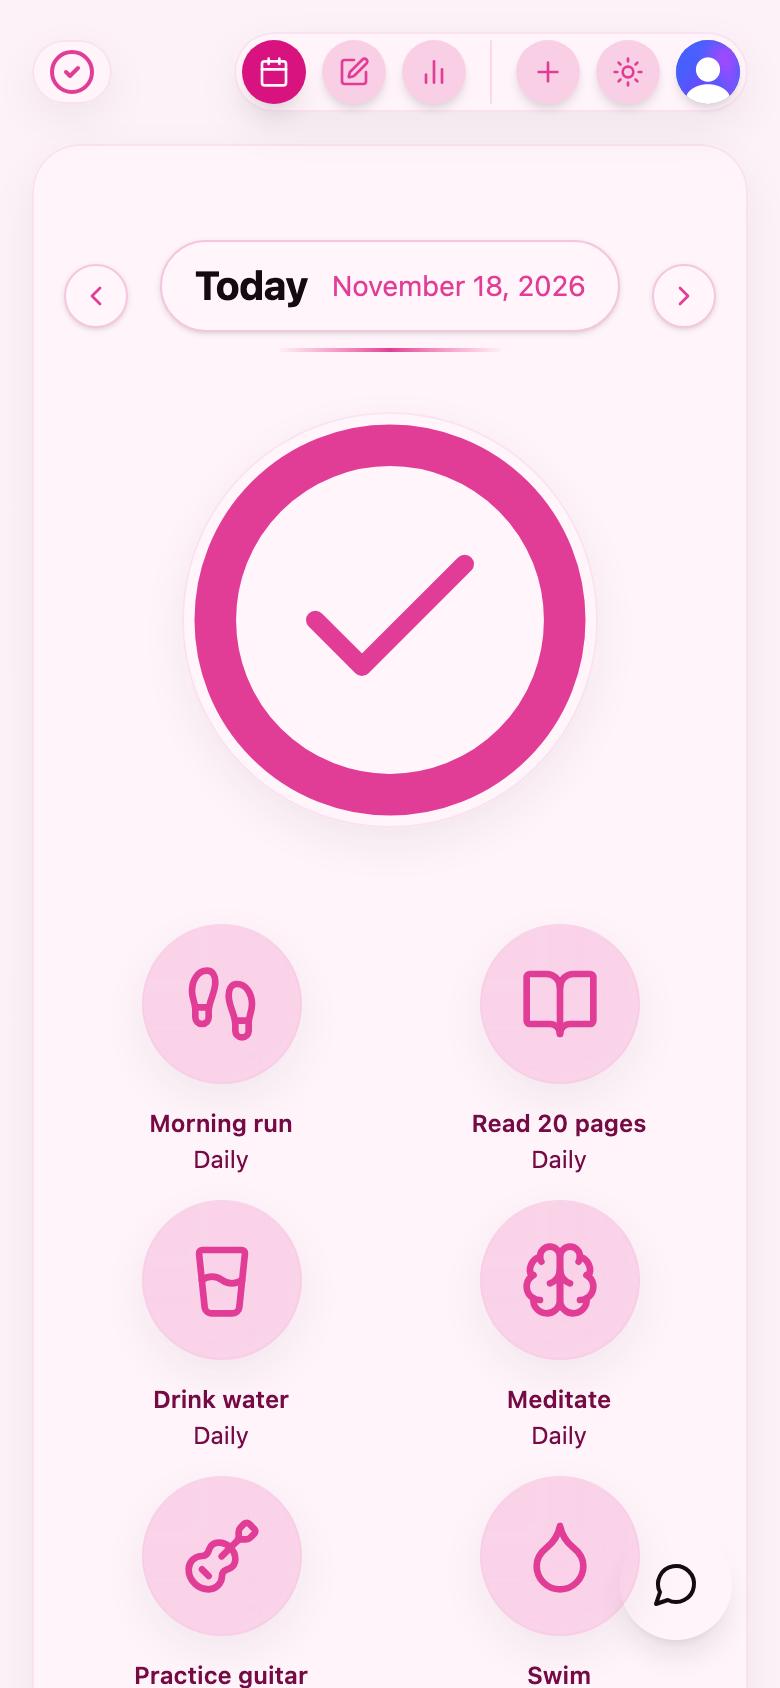 Today November 18, 2026
Morning run
Daily
Read 20 pages
Daily
Drink water
Daily
Meditate
Daily
Practice guitar
Swim